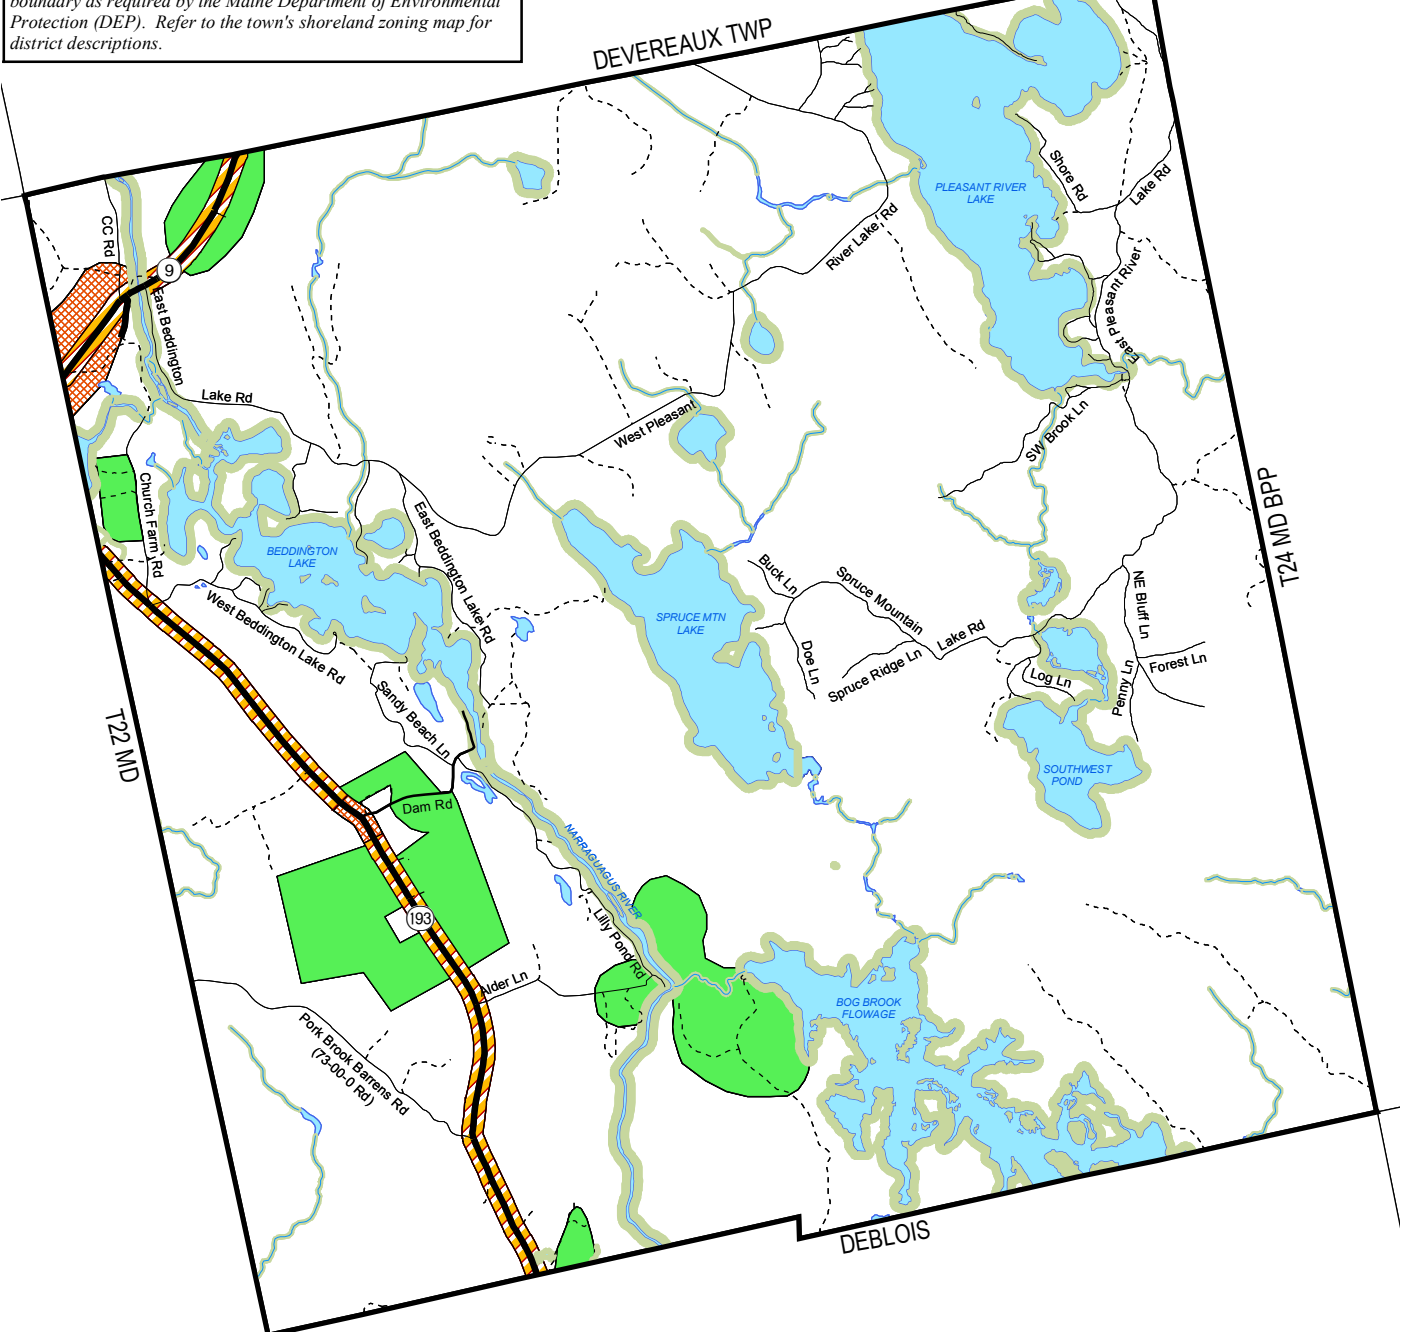 boundary as required by the Maine Department of Environmental
Protection (DEP).  Refer to the town's shoreland zoning map for
district descriptions.
DEVEREAUX TWP
PLEASANT RIVER
LAKE
Shore Rd
Lake Rd
CC Rd
River Lake Rd
9
East Beddington
East Pleasant River
Lake Rd
West Pleasant
SW Brook Ln
T24 MD BPP
Church Farm Rd
East Beddington Lake Rd
BEDDINGTON
LAKE
Buck Ln
Spruce Mountain
NE Bluff Ln
West Beddington Lake Rd
SPRUCE MTN
LAKE
Doe Ln
Lake Rd
Spruce Ridge Ln
Forest Ln
Log Ln
Penny Ln
T22 MD
Sandy Beach Ln
SOUTHWEST
POND
Dam Rd
NARRAGUAGUS RIVER
193
Lilly Pond Rd
Alder Ln
BOG BROOK
FLOWAGE
Pork Brook Barrens Rd
(73-00-0 Rd)
DEBLOIS